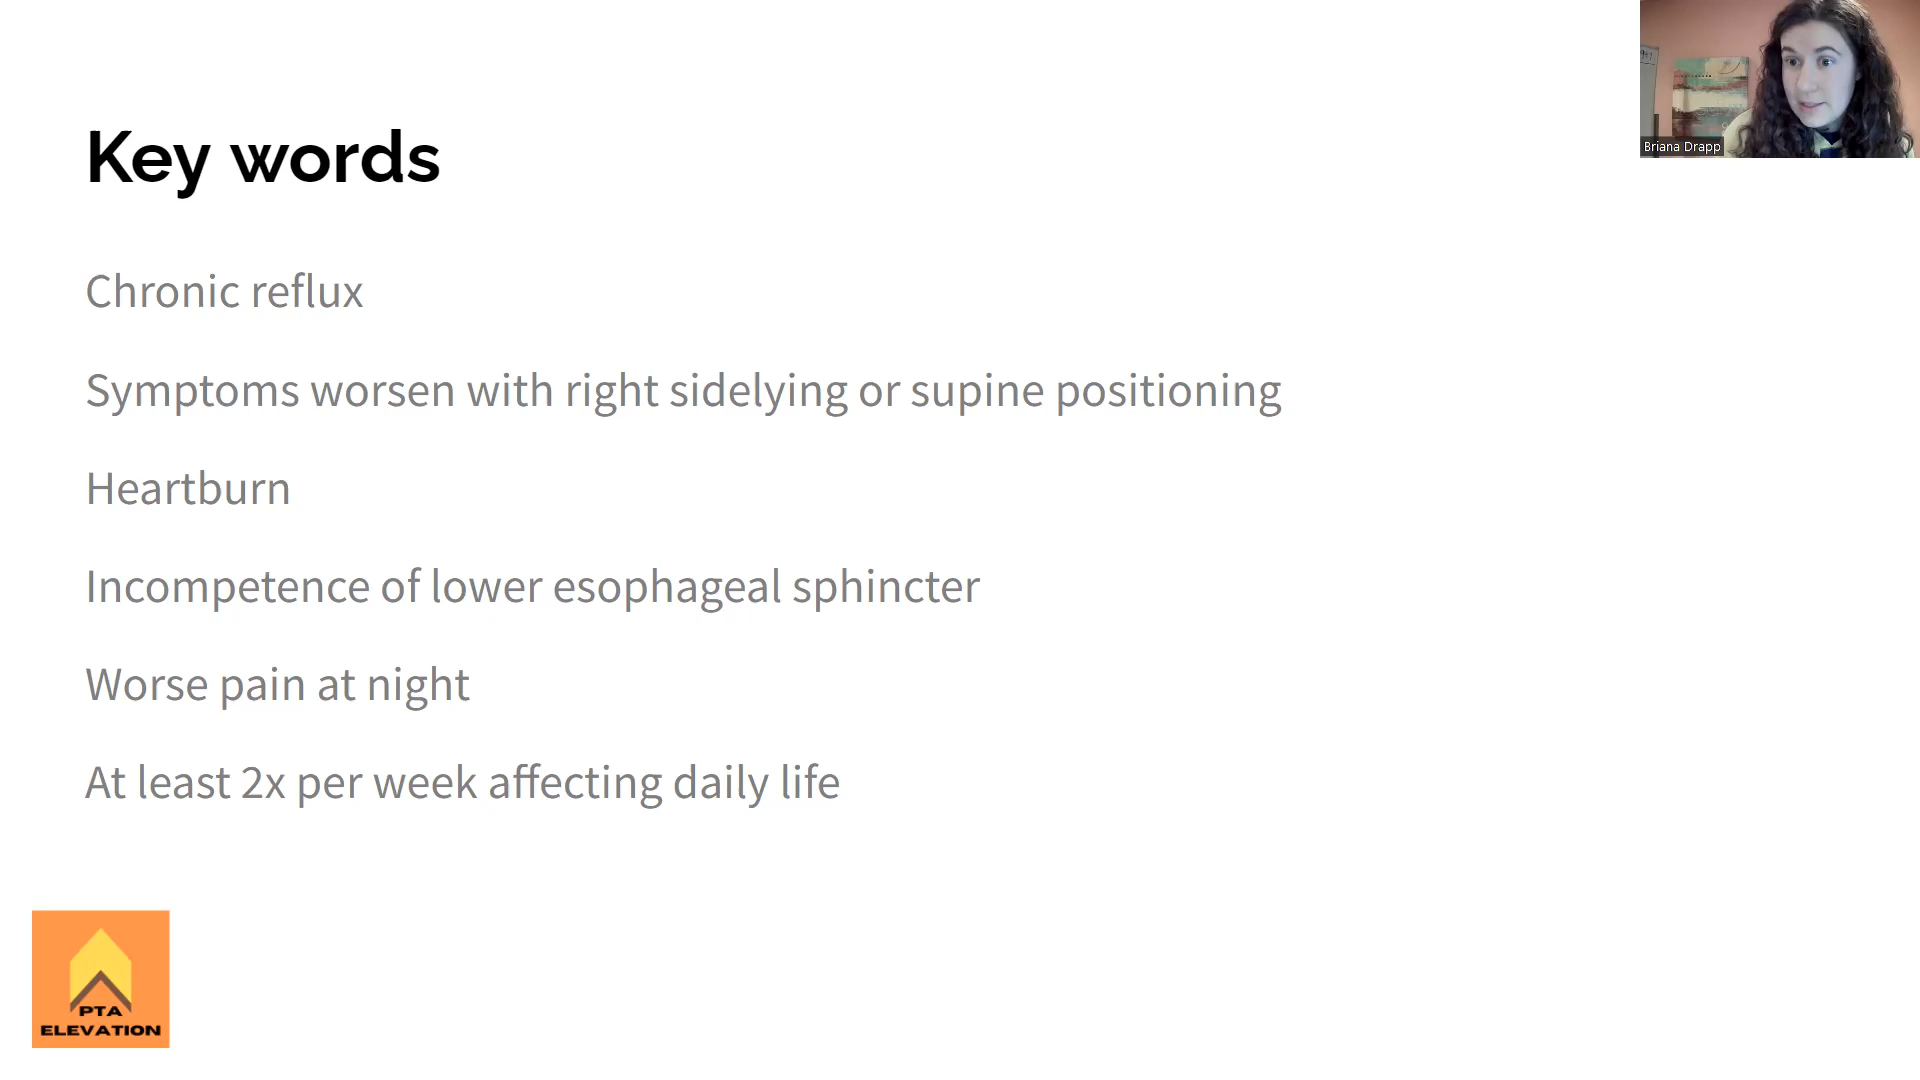 Key words
Chronic reflux
Symptoms worsen with right sidelying or supine positioning
Heartburn
Incompetence of lower esophageal sphincter
Worse pain at night
At least 2x per week affecting daily life
Briana Drapp
PTA
ELEVATION